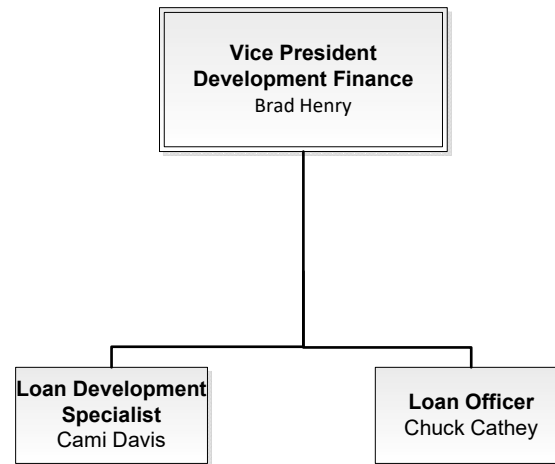 Vice President
Development Finance
Brad Henry
Loan Development
Specialist
Cami Davis
Loan Officer
Chuck Cathey